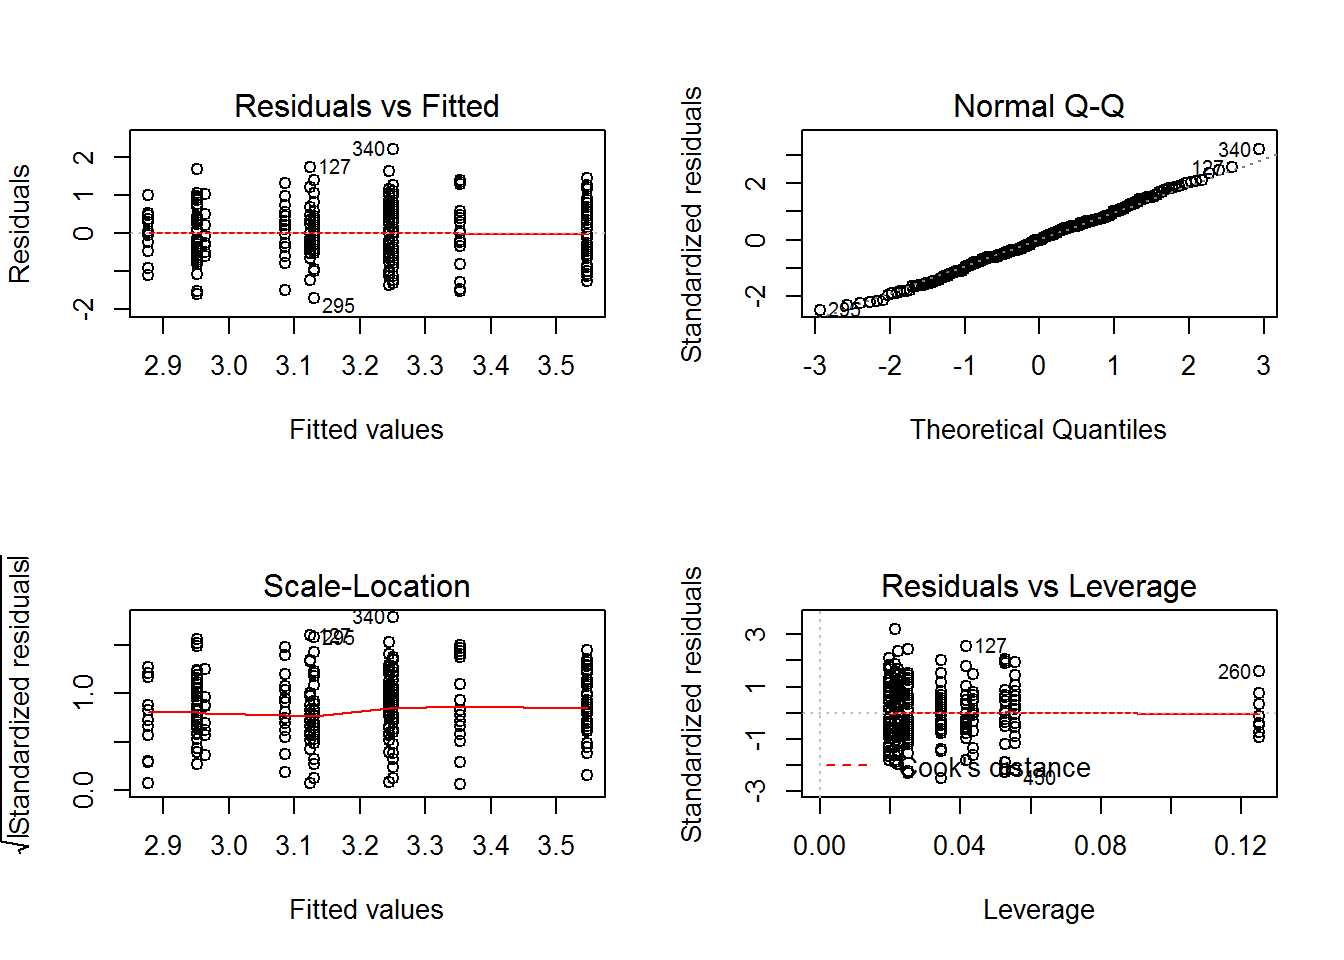 Residuals vs Fitted
Residuals
2
1
0
-2
340
127
295
2.9 3.0 3.1 3.2 3.3 3.4 3.5
Fitted values
Normal Q-Q
Standardized residuals
2
0
-2
340
127
295
-3 -2 -1 0 1 2 3
Theoretical Quantiles
Scale-Location
√|Standardized residuals|
1.0
0.0
340
127
295
2.9 3.0 3.1 3.2 3.3 3.4 3.5
Fitted values
Residuals vs Leverage
Standardized residuals
3
1
-1
-3
127
260
Cook's distance
450
0.00 0.04 0.08 0.12
Leverage